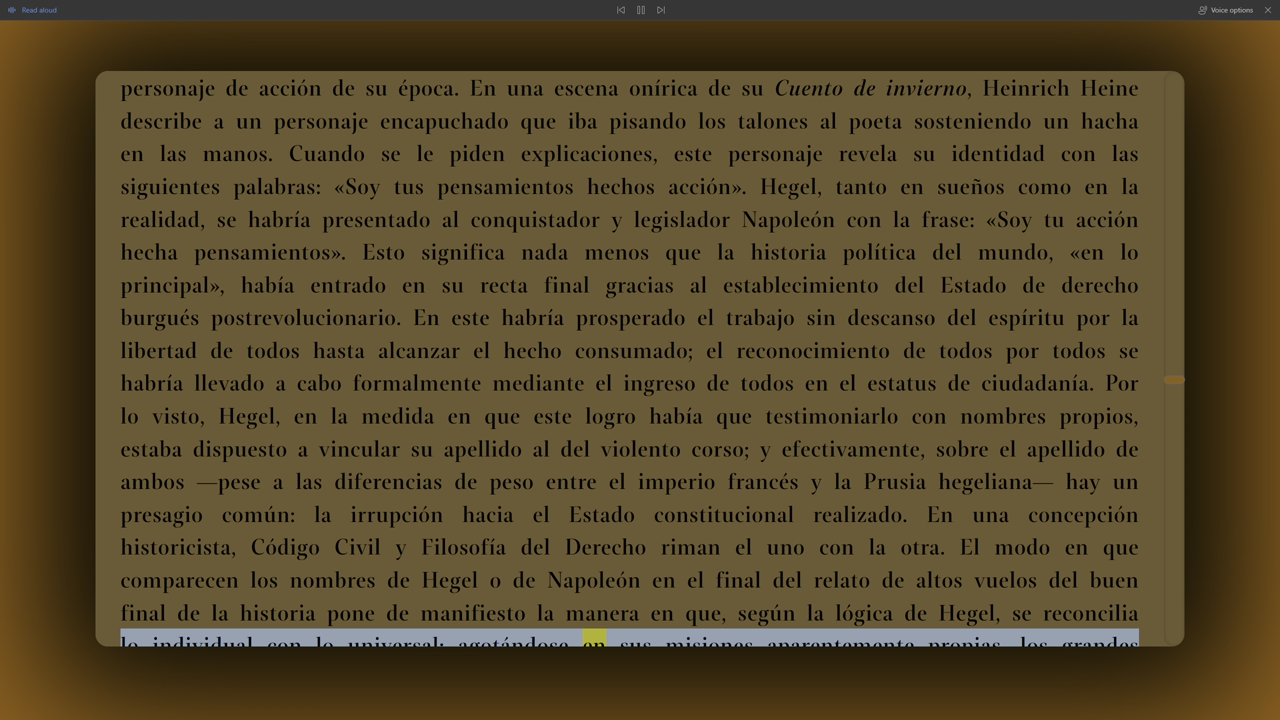 Read aloud
Voice options
personaje de acción de su época. En una escena onírica de su Cuento de invierno, Heinrich Heine
describe a un personaje encapuchado que iba pisando los talones al poeta sosteniendo un hacha
en las manos. Cuando se le piden explicaciones, este personaje revela su identidad con las
siguientes palabras: «Soy tus pensamientos hechos acción». Hegel, tanto en sueños como en la
realidad, se habría presentado al conquistador y legislador Napoleón con la frase: «Soy tu acción
hecha pensamientos». Esto significa nada menos que la historia política del mundo, «en lo
principal», había entrado en su recta final gracias al establecimiento del Estado de derecho
burgués postrevolucionario. En este habría prosperado el trabajo sin descanso del espíritu por la
libertad de todos hasta alcanzar el hecho consumado; el reconocimiento de todos por todos se
habría llevado a cabo formalmente mediante el ingreso de todos en el estatus de ciudadanía. Por
lo visto, Hegel, en la medida en que este logro había que testimoniarlo con nombres propios,
estaba dispuesto a vincular su apellido al del violento corso; y efectivamente, sobre el apellido de
ambos —pese a las diferencias de peso entre el imperio francés y la Prusia hegeliana— hay un
presagio común: la irrupción hacia el Estado constitucional realizado. En una concepción
historicista, Código Civil y Filosofía del Derecho riman el uno con la otra. El modo en que
comparecen los nombres de Hegel o de Napoleón en el final del relato de altos vuelos del buen
final de la historia pone de manifiesto la manera en que, según la lógica de Hegel, se reconcilia
lo individual con lo universal: agotándose en sus misiones aparentemente propias, los grandes